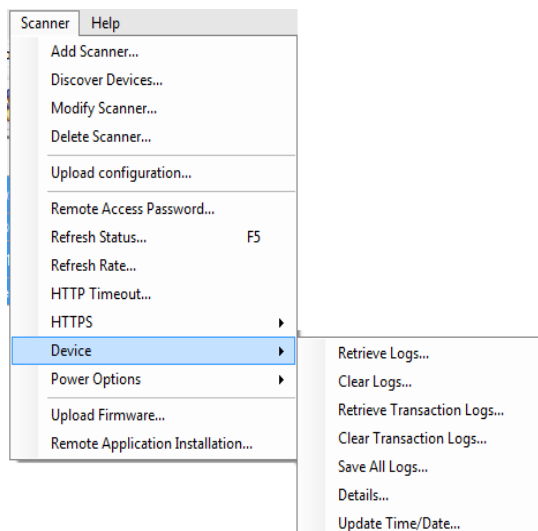 Scanner Help
Add Scanner...
Discover Devices...
Modify Scanner...
Delete Scanner...
Upload configuration...
Remote Access Password...
Refresh Status... F5
Refresh Rate...
HTTP Timeout...
HTTPS
Device
Power Options
Upload Firmware...
Remote Application Installation...
Retrieve Logs...
Clear Logs...
Retrieve Transaction Logs...
Clear Transaction Logs...
Save All Logs...
Details...
Update Time/Date...